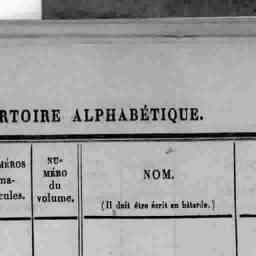 RTOIRE ALPHABÉTIQUE.
MÉROS
ma-
cules.
NU-
MÉRO
du
volume.
NOM.
(Il doit être écrit en bâtarde.)